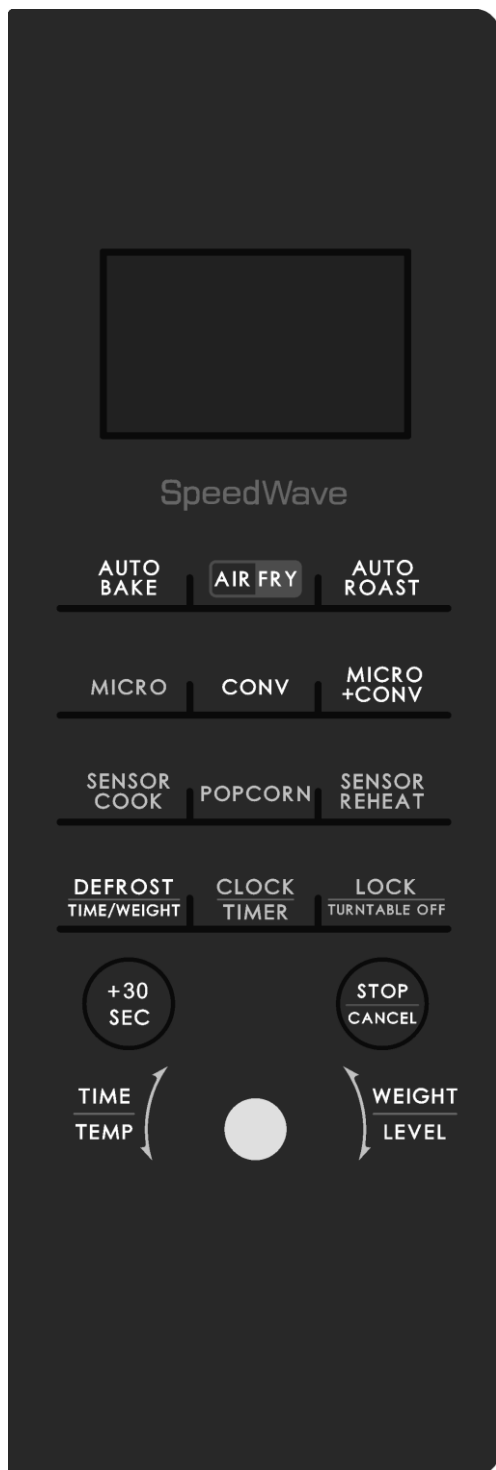 SpeedWave
AUTO
BAKE
AIR FRY
AUTO
ROAST
MICRO
CONV
MICRO
+CONV
SENSOR
COOK
POPCORN
SENSOR
REHEAT
DEFROST
TIME/WEIGHT
CLOCK
TIMER
LOCK
TURNTABLE OFF
+30
SEC
STOP
CANCEL
TIME
TEMP
WEIGHT
LEVEL